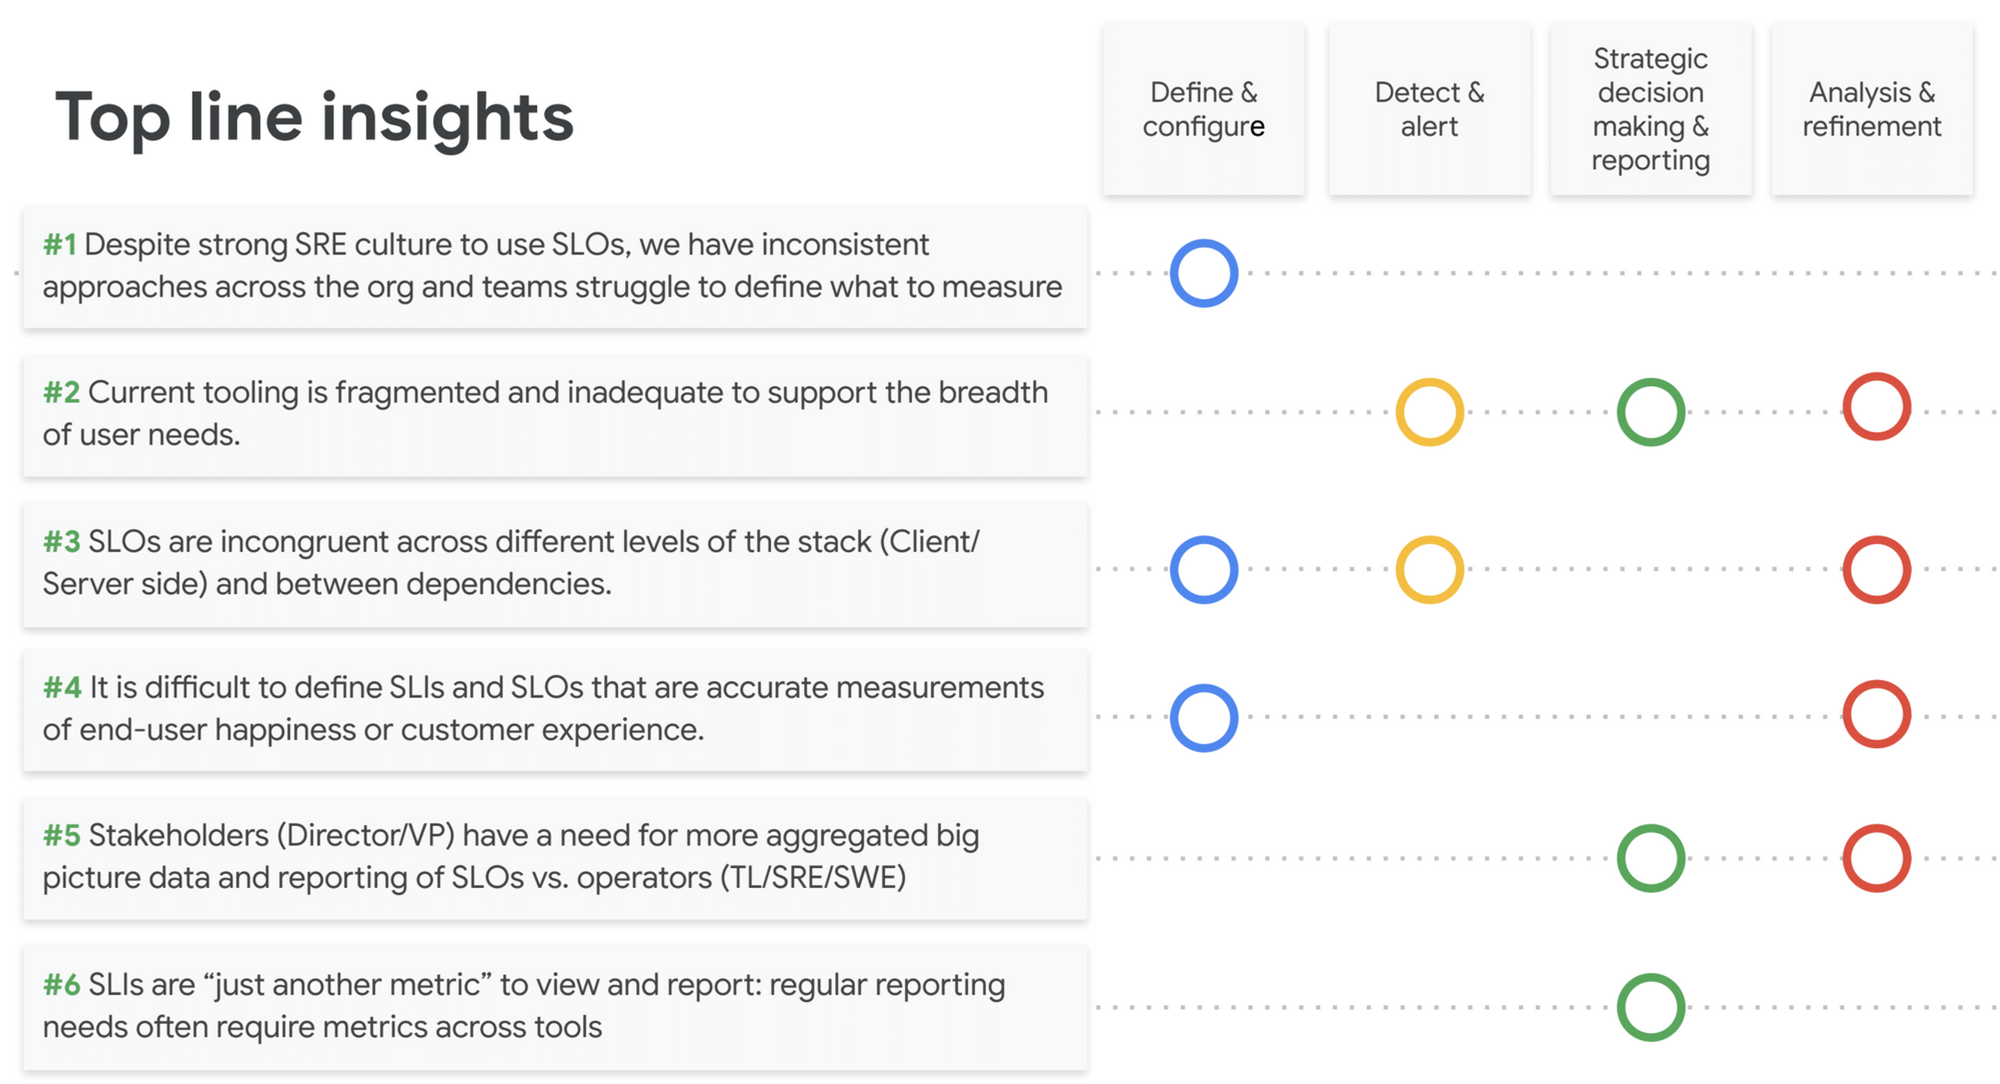 Top line insights
Define &
configure
Detect &
alert
Strategic
decision
making &
reporting
Analysis &
refinement
#1 Despite strong SRE culture to use SLOs, we have inconsistent
approaches across the org and teams struggle to define what to measure
#2 Current tooling is fragmented and inadequate to support the breadth
of user needs.
#3 SLOs are incongruent across different levels of the stack (Client/
Server side) and between dependencies.
#4 It is difficult to define SLIs and SLOs that are accurate measurements
of end-user happiness or customer experience.
#5 Stakeholders (Director/VP) have a need for more aggregated big
picture data and reporting of SLOs vs. operators (TL/SRE/SWE)
#6 SLIs are “just another metric” to view and report: regular reporting
needs often require metrics across tools